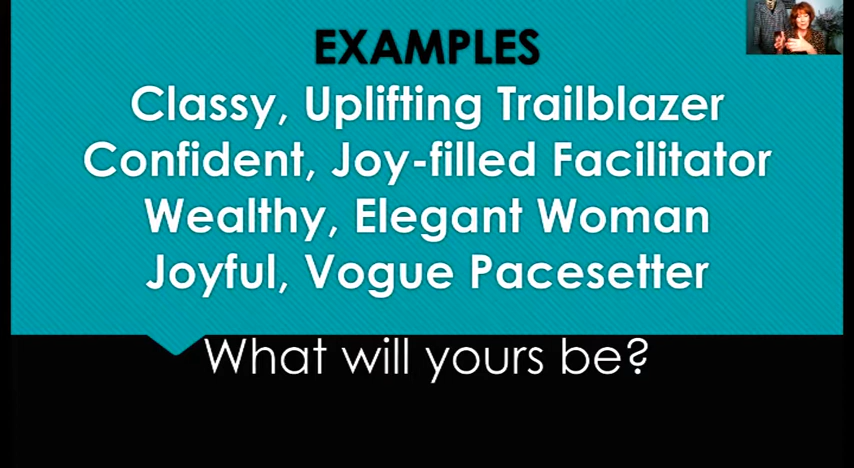 EXAMPLES
Classy, Uplifting Trailblazer
Confident, Joy-filled Facilitator
Wealthy, Elegant Woman
Joyful, Vogue Pacesetter
What will yours be?